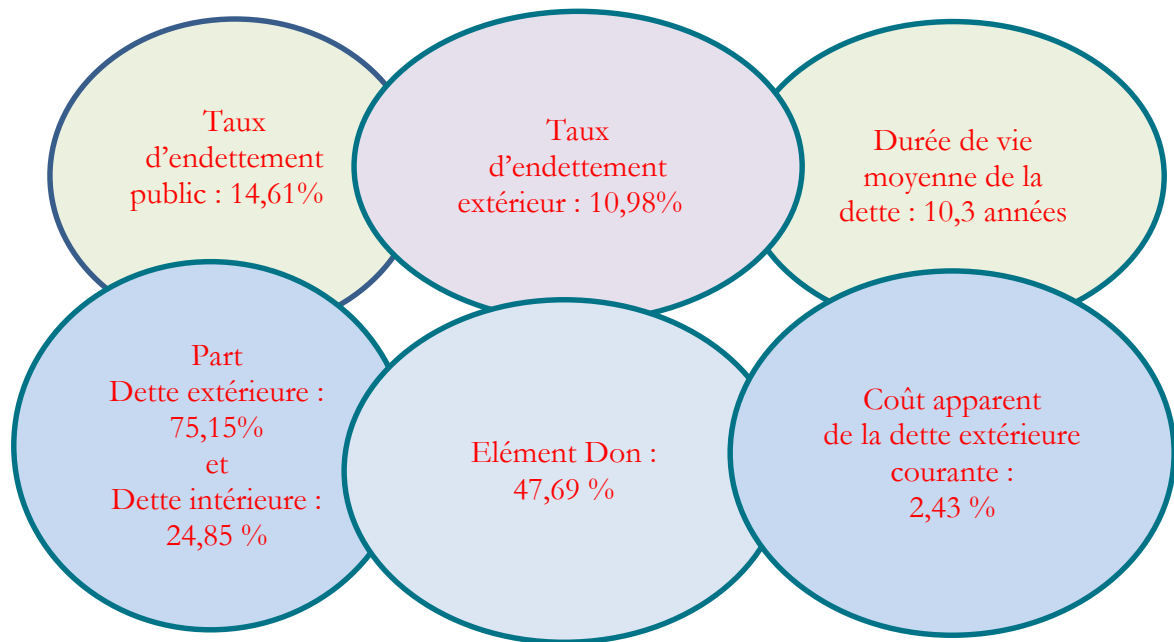 Taux
d’endettement
public : 14,61%
Taux
d’endettement
extérieur : 10,98%
Durée de vie
moyenne de la
dette : 10,3 années
Part
Dette extérieure :
75,15%
et
Dette intérieure :
24,85 %
Elément Don :
47,69 %
Coût apparent
de la dette extérieure
courante :
2,43 %